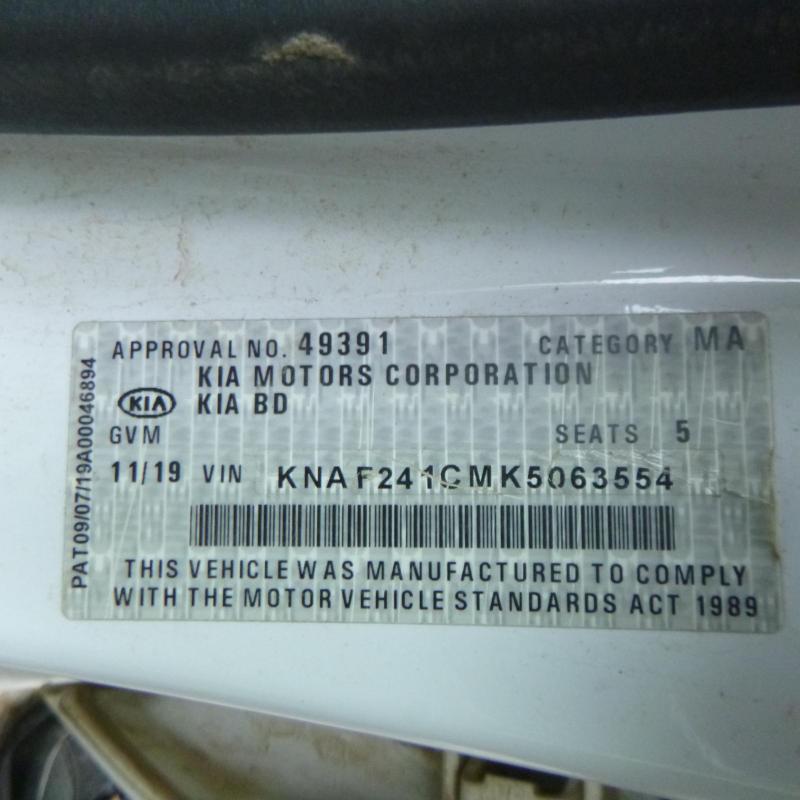 APPROVAL NO. 49391 CATEGORY MA
KIA MOTORS CORPORATION
KIA KIA BD
GVM SEATS 5
11/19 VIN KNAF241CMK5063554
THIS VEHICLE WAS MANUFACTURED TO COMPLY
WITH THE MOTOR VEHICLE STANDARDS ACT 1989
PAT09/07/19A00046894